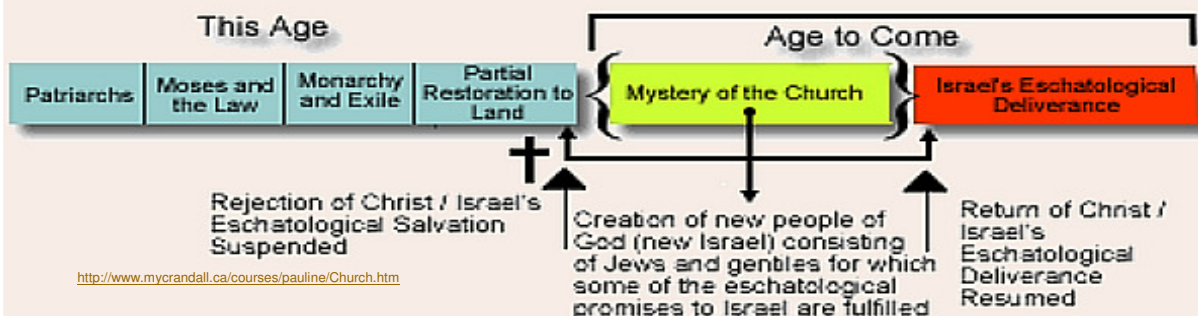 This Age
Age to Come
Patriarchs
Moses and
the Law
Monarchy
and Exile
Partial
Restoration to
Land
Mystery of the Church
Israel's Eschatological
Deliverance
Rejection of Christ / Israel's
Eschatological Salvation
Suspended
Creation of new people of
God (new Israel) consisting
of Jews and gentiles for which
some of the eschatological
promises to Israel are fulfilled
Return of Christ /
Israel's
Eschatological
Deliverance
Resumed
http://www.mycrandall.ca/courses/pauline/Church.htm